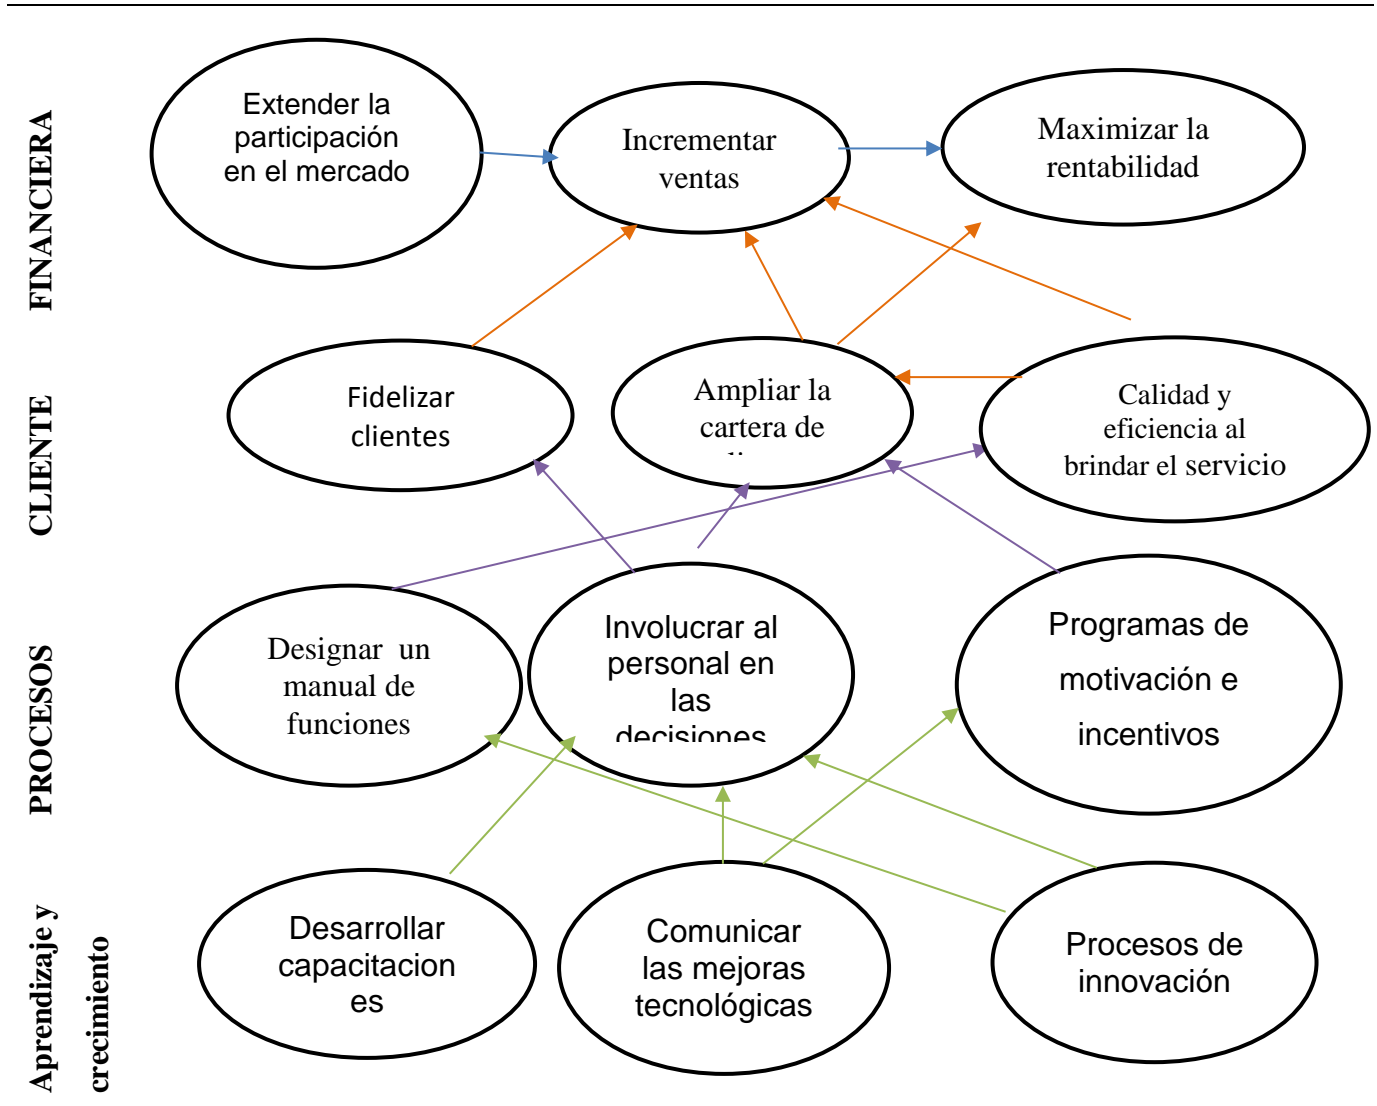 FINANCIERA
Extender la
participación
en el mercado
Incrementar
ventas
Maximizar la
rentabilidad
CLIENTE
Fidelizar
clientes
Ampliar la
cartera de
Calidad y
eficiencia al
brindar el servicio
PROCESOS
Designar un
manual de
funciones
Involucrar al
personal en
las
decisiones
Programas de
motivación e
incentivos
Aprendizaje y
crecimiento
Desarrollar
capacitacion
es
Comunicar
las mejoras
tecnológicas
Procesos de
innovación